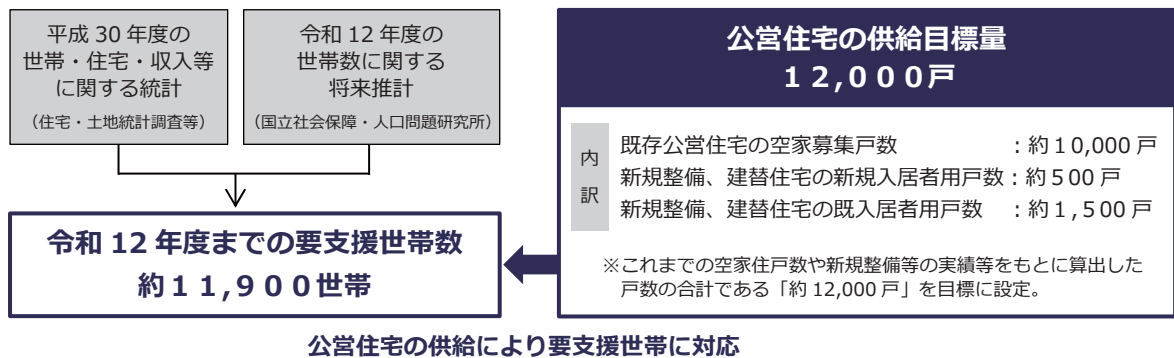 平成 30 年度の
世帯・住宅・収入等
に関する統計
（住宅・土地統計調査等）
令和 12 年度の
世帯数に関する
将来推計
（国立社会保障・人口問題研究所）
令和 12 年度までの要支援世帯数
約１１,９００世帯
公営住宅の供給目標量
１２,０００戸
内訳
既存公営住宅の空家募集戸数　　　　　：約１０,０００ 戸
新規整備、建替住宅の新規入居者用戸数：約５００ 戸
新規整備、建替住宅の既入居者用戸数　：約１,５００ 戸
※これまでの空家住戸数や新規整備等の実績等をもとに算出した
戸数の合計である「約 12,000 戸」を目標に設定。
公営住宅の供給により要支援世帯に対応